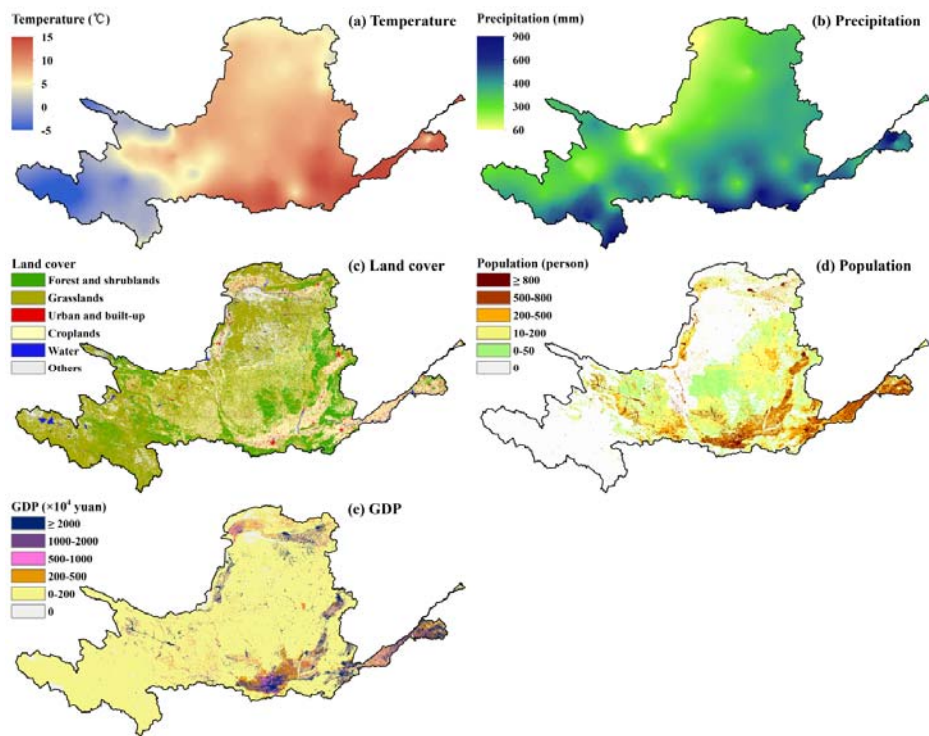 Temperature (℃)
15
5
0
-5
(a) Temperature
Precipitation (mm)
900
600
400
300
60
(b) Precipitation
Land cover
Forest and shrublands
Grasslands
Urban and built-up
Croplands
Water
Others
(c) Land cover
Population (person)
≥ 800
500-800
200-500
10-200
0-50
0
(d) Population
GDP (×10⁴ yuan)
≥ 2000
1000-2000
500-1000
200-500
0-200
0
(e) GDP